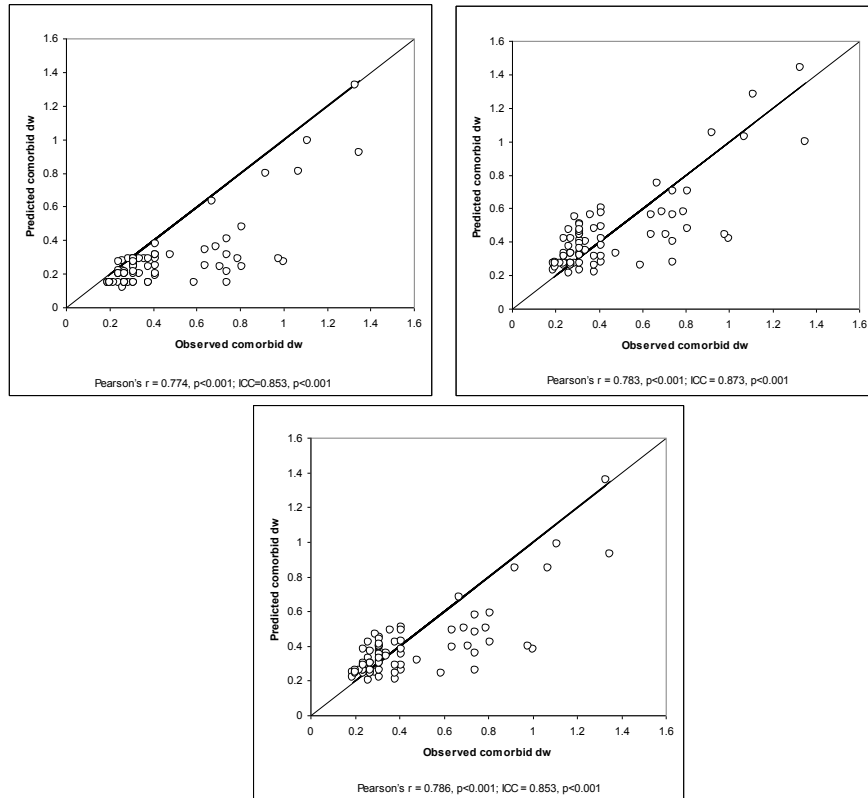 1.6
1.4
1.2
1
0.8
0.6
0.4
0.2
0
Predicted comorbid dw
0 0.2 0.4 0.6 0.8 1 1.2 1.4 1.6
Observed comorbid dw
Pearson's r = 0.774, p<0.001; ICC=0.853, p<0.001
1.6
1.4
1.2
1
0.8
0.6
0.4
0.2
0
Predicted comorbid dw
0 0.2 0.4 0.6 0.8 1 1.2 1.4 1.6
Observed comorbid dw
Pearson's r = 0.783, p<0.001; ICC = 0.873, p<0.001
1.6
1.4
1.2
1
0.8
0.6
0.4
0.2
0
Predicted comorbid dw
0 0.2 0.4 0.6 0.8 1 1.2 1.4 1.6
Observed comorbid dw
Pearson's r = 0.786, p<0.001; ICC = 0.853, p<0.001